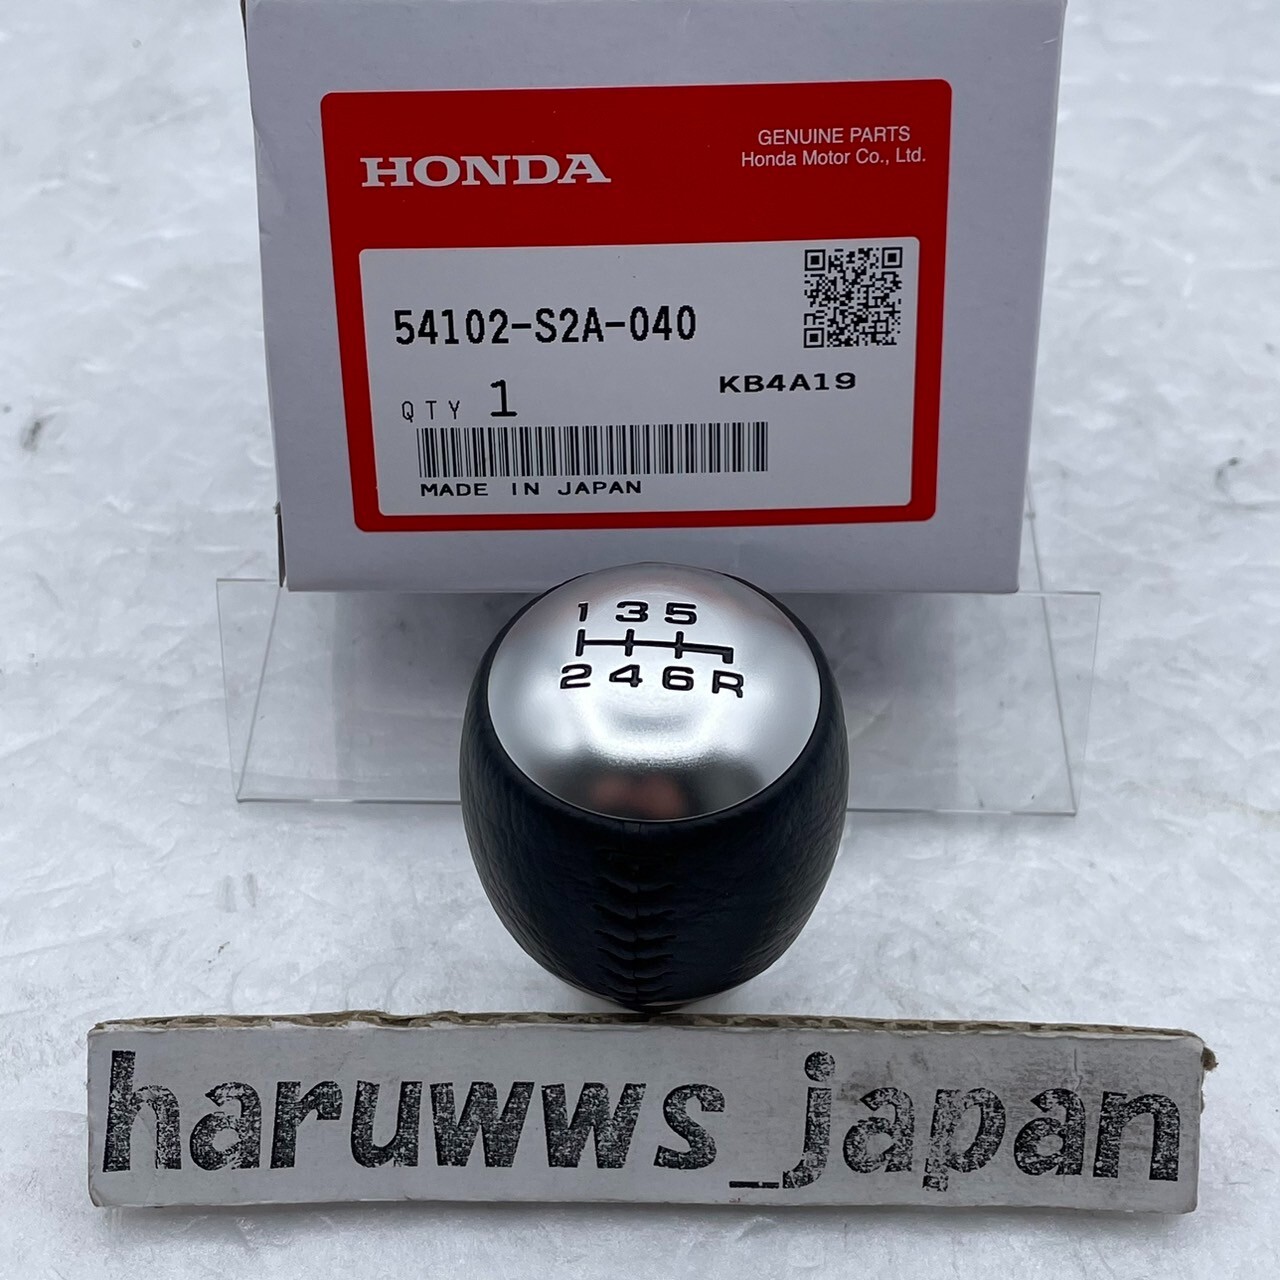 GENUINE PARTS
HONDA
Honda Motor Co., Ltd.
54102-S2A-040
KB4A19
QTY 1
MADE IN JAPAN
1 3 5
2 4 6 R
haruwws_japan